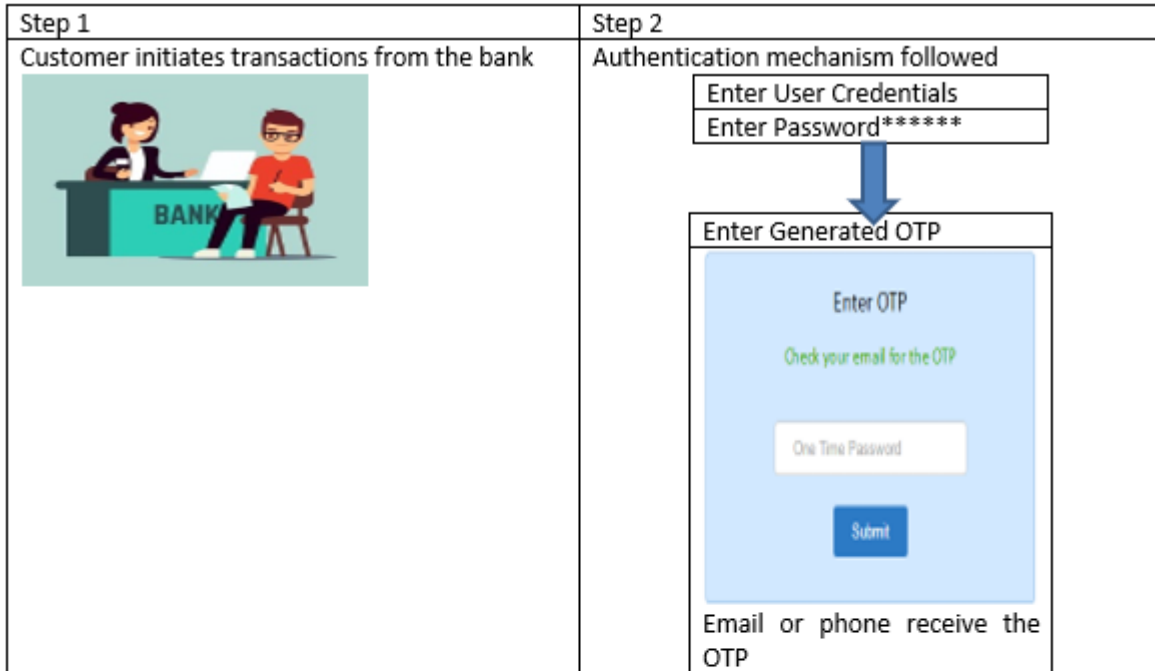 Step 1
Customer initiates transactions from the bank
BANK
Step 2
Authentication mechanism followed
Enter User Credentials
Enter Password******
Enter Generated OTP
Enter OTP
Check your email for the OTP
One Time Password
Submit
Email or phone receive the
OTP